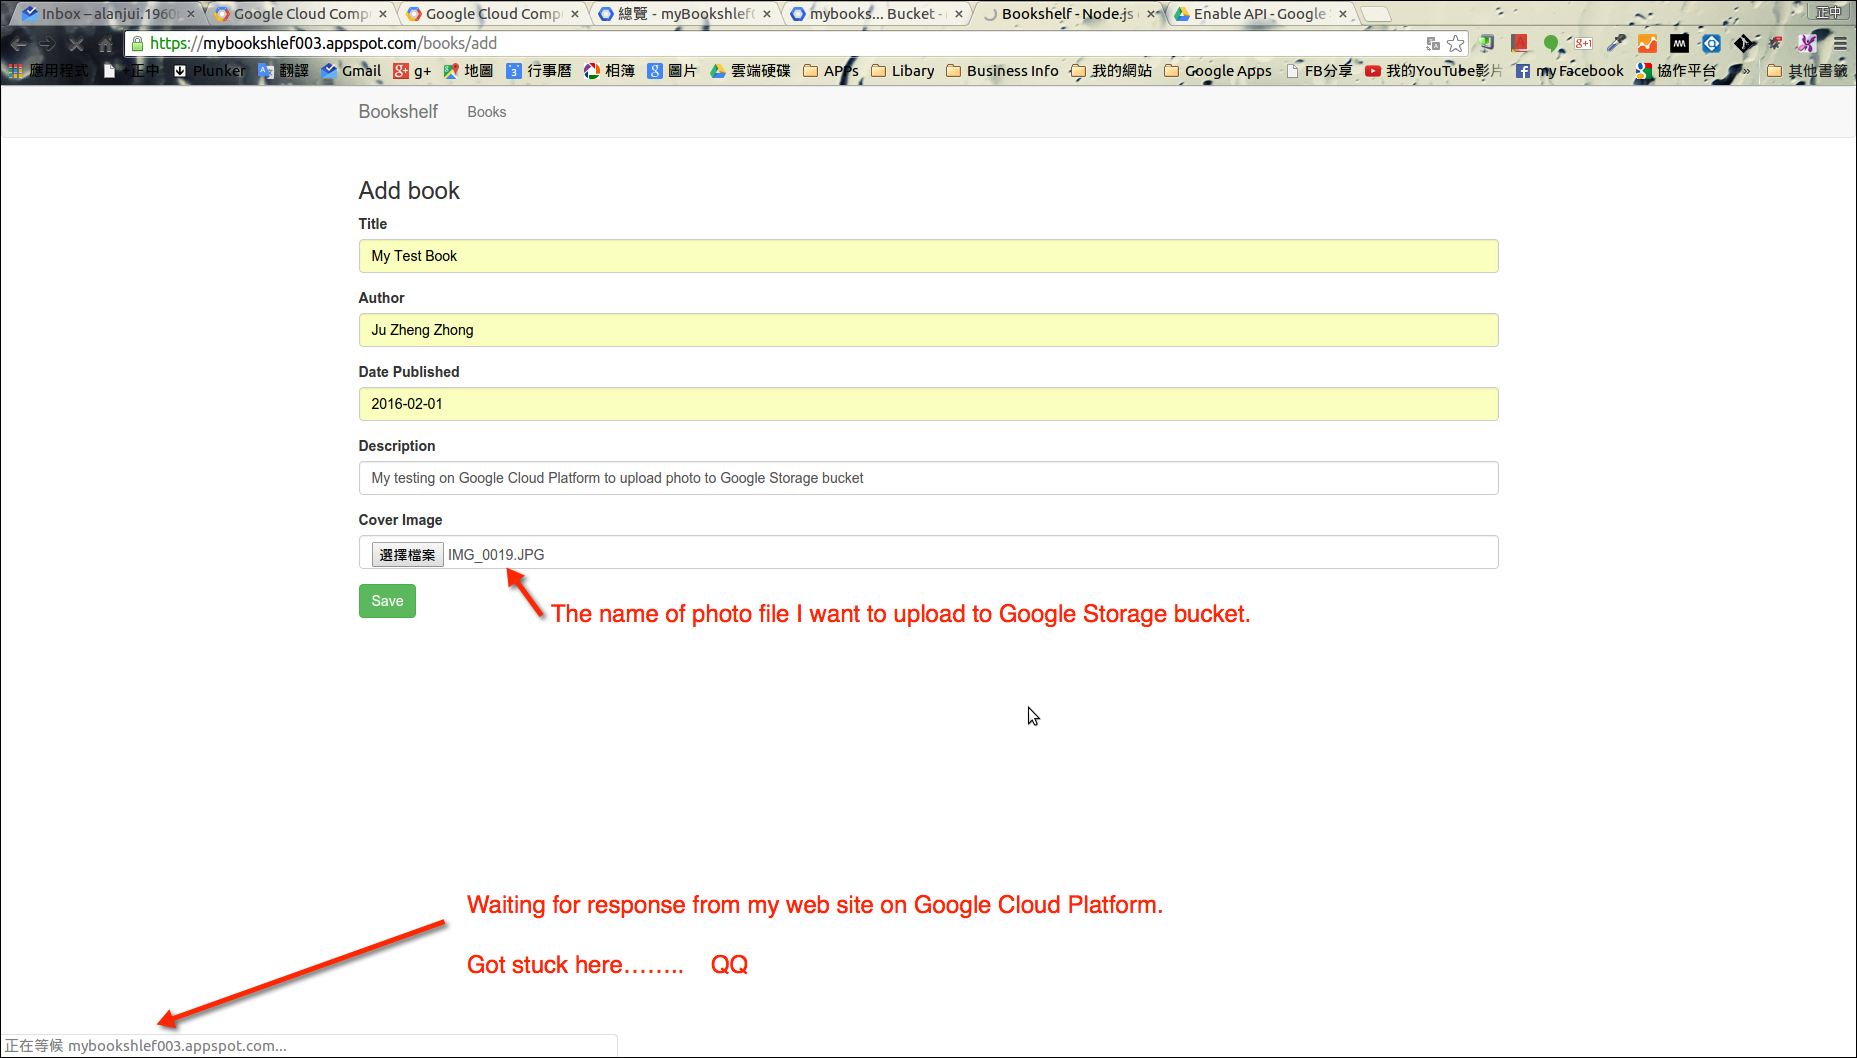 Inbox – alanjui.1960
Google Cloud Comp
Google Cloud Comp
總覽 - myBookshlef
mybooks... Bucket -
Bookshelf - Node.js
Enable API - Google
正中
https://mybookshlef003.appspot.com/books/add
應用程式
正中
Plunker
翻譯
Gmail
g+
地圖
3 行事曆
相簿
8 圖片
雲端硬碟
APPs
Libary
Business Info
我的網站
Google Apps
FB分享
我的YouTube影片
my Facebook
協作平台
»
其他書籤
Bookshelf
Books
Add book
Title
My Test Book
Author
Ju Zheng Zhong
Date Published
2016-02-01
Description
My testing on Google Cloud Platform to upload photo to Google Storage bucket
Cover Image
選擇檔案 IMG_0019.JPG
Save
The name of photo file I want to upload to Google Storage bucket.
Waiting for response from my web site on Google Cloud Platform.
Got stuck here........ QQ
正在等候 mybookshlef003.appspot.com...